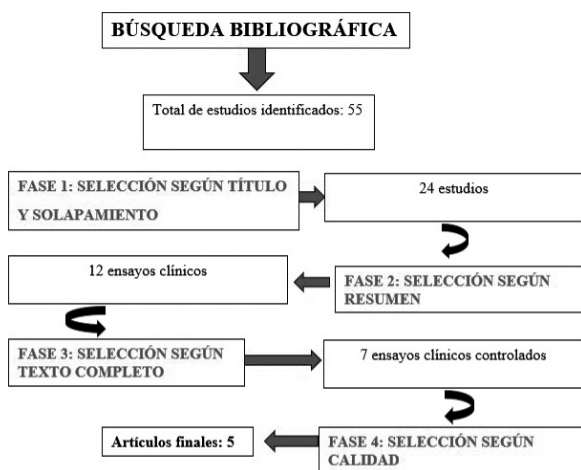 BÚSQUEDA BIBLIOGRÁFICA
Total de estudios identificados: 55
FASE 1: SELECCIÓN SEGÚN TÍTULO
Y SOLAPAMIENTO
24 estudios
12 ensayos clínicos
FASE 2: SELECCIÓN SEGÚN
RESUMEN
FASE 3: SELECCIÓN SEGÚN
TEXTO COMPLETO
7 ensayos clínicos controlados
Artículos finales: 5
FASE 4: SELECCIÓN SEGÚN
CALIDAD